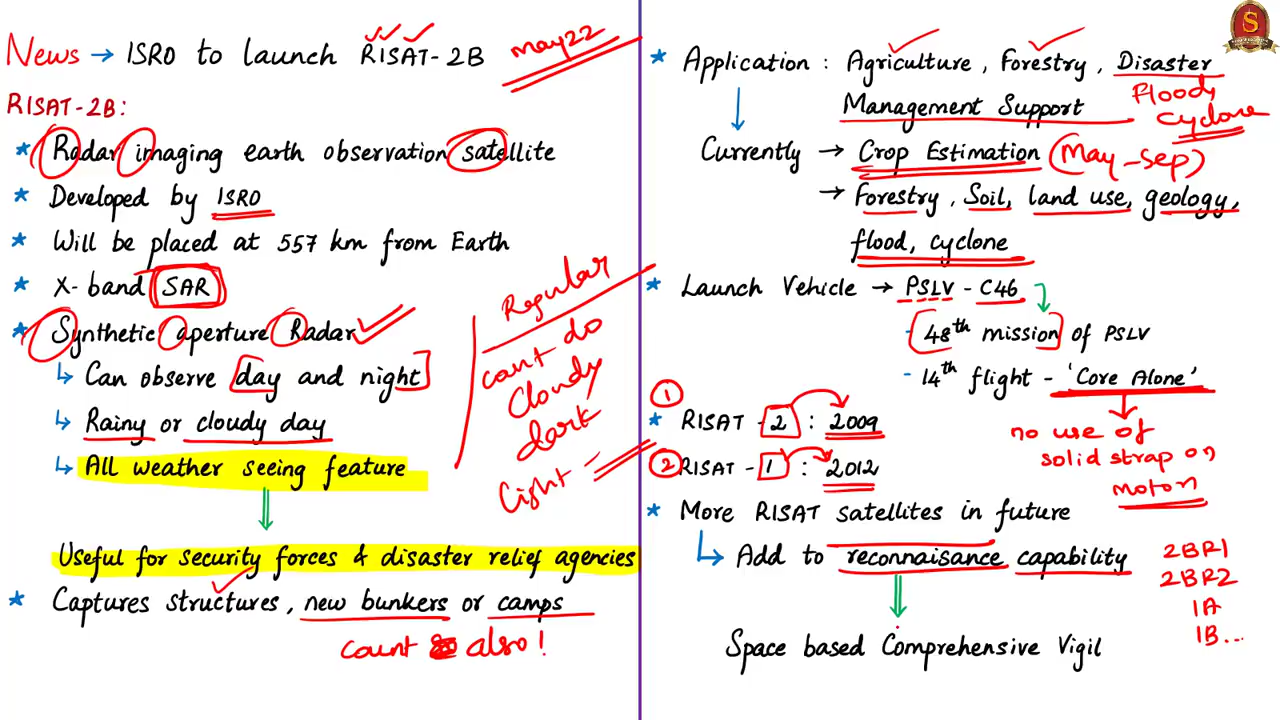 News → ISRO to launch RISAT-2B
may 22
RISAT-2B:
* Radar imaging earth observation satellite
* Developed by ISRO
* Will be placed at 557 km from Earth
* X-band SAR
* Synthetic aperture Radar
↳ Can observe day and night
↳ Rainy or cloudy day
↳ All weather seeing feature
Useful for security forces & disaster relief agencies
* Captures structures, new bunkers or camps
count also!
Regular
can't do
Cloudy
dark
Light
* Application : Agriculture, Forestry, Disaster
Management Support
Flood,
cyclone
Currently → Crop Estimation (May - Sep)
→ Forestry, Soil, land use, geology,
flood, cyclone
* Launch Vehicle → PSLV - C46
- 48th mission of PSLV
- 14th flight - 'Core Alone'
no use of
solid strap on
motor
1
* RISAT - 2 : 2009
2 RISAT - 1 : 2012
* More RISAT satellites in future
↳ Add to reconnaisance capability
Space based Comprehensive Vigil
2BR1
2BR2
1A
1B...
S